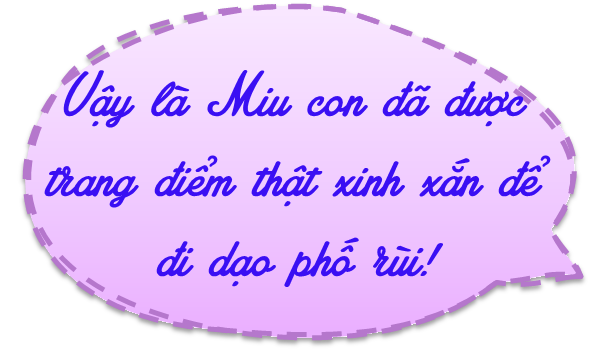 Vậy là Miu con đã được
trang điểm thật xinh xắn để
đi dạo phố rùi!